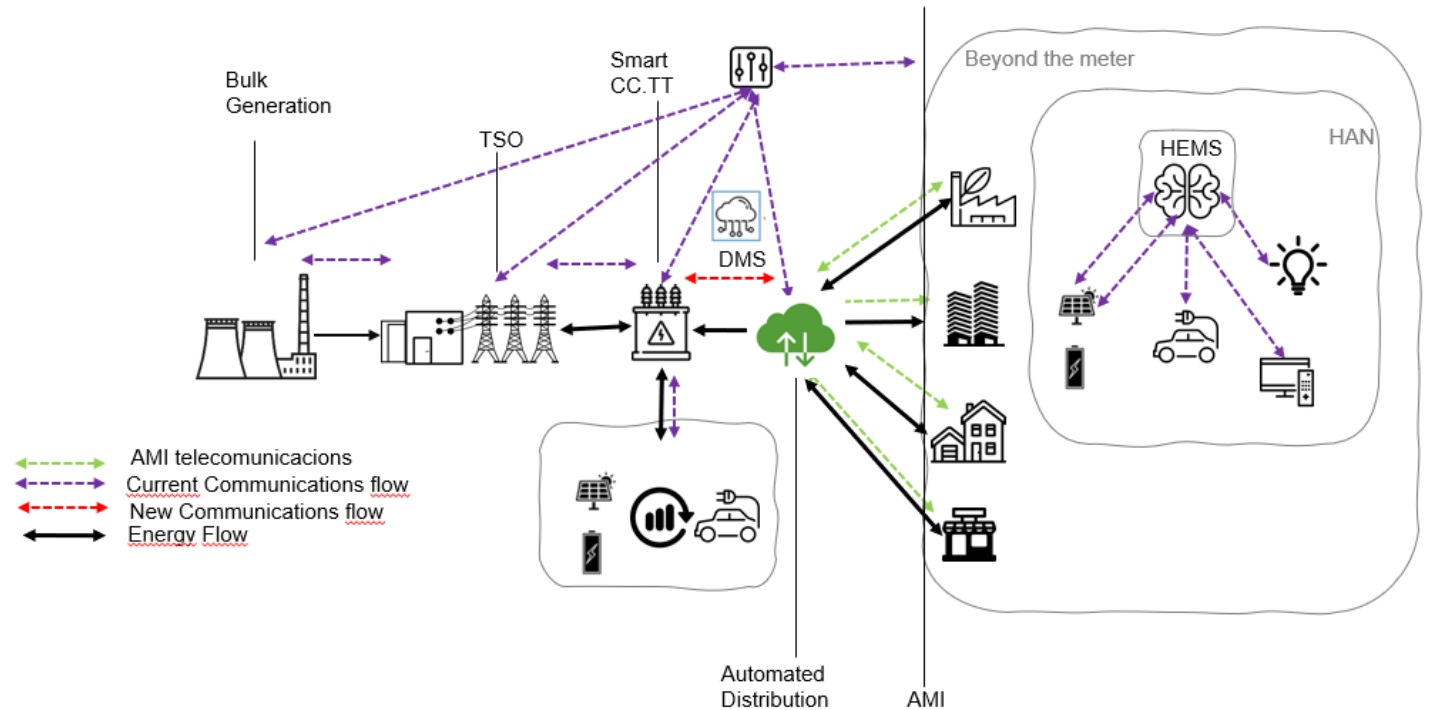 Bulk
Generation
TSO
Smart
CC.TT
Beyond the meter
HAN
HEMS
DMS
AMI telecomunicacions
Current Communications flow
New Communications flow
Energy Flow
Automated
Distribution
AMI